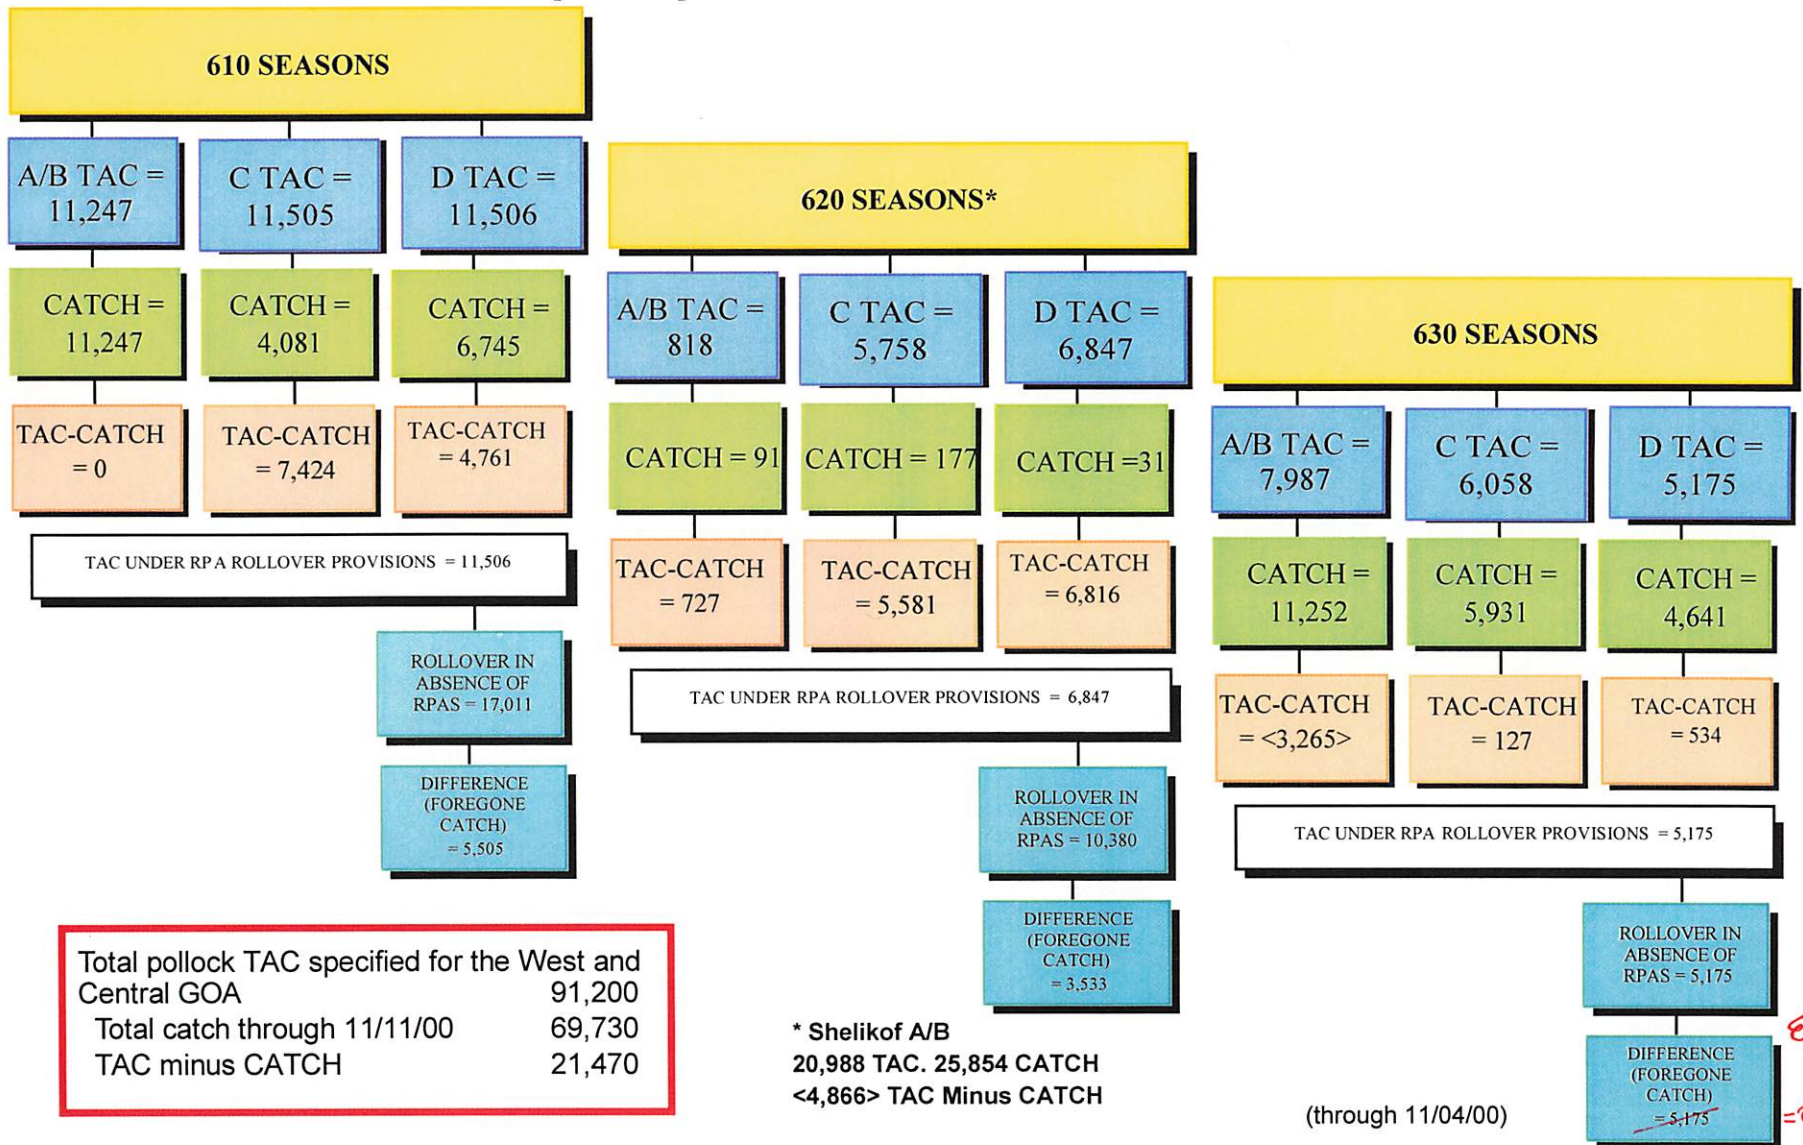 610 SEASONS
A/B TAC =
11,247
C TAC =
11,505
D TAC =
11,506
CATCH =
11,247
CATCH =
4,081
CATCH =
6,745
TAC-CATCH
= 0
TAC-CATCH
= 7,424
TAC-CATCH
= 4,761
TAC UNDER RPA ROLLOVER PROVISIONS = 11,506
ROLLOVER IN
ABSENCE OF
RPAS = 17,011
DIFFERENCE
(FOREGONE
CATCH)
= 5,505
620 SEASONS*
A/B TAC =
818
C TAC =
5,758
D TAC =
6,847
CATCH = 91
CATCH = 177
CATCH =31
TAC-CATCH
= 727
TAC-CATCH
= 5,581
TAC-CATCH
= 6,816
TAC UNDER RPA ROLLOVER PROVISIONS = 6,847
ROLLOVER IN
ABSENCE OF
RPAS = 10,380
DIFFERENCE
(FOREGONE
CATCH)
= 3,533
630 SEASONS
A/B TAC =
7,987
C TAC =
6,058
D TAC =
5,175
CATCH =
11,252
CATCH =
5,931
CATCH =
4,641
TAC-CATCH
= <3,265>
TAC-CATCH
= 127
TAC-CATCH
= 534
TAC UNDER RPA ROLLOVER PROVISIONS = 5,175
ROLLOVER IN
ABSENCE OF
RPAS = 5,175
DIFFERENCE
(FOREGONE
CATCH)
= 5,175
Total pollock TAC specified for the West and
Central GOA 91,200
Total catch through 11/11/00 69,730
TAC minus CATCH 21,470
* Shelikof A/B
20,988 TAC. 25,854 CATCH
<4,866> TAC Minus CATCH
(through 11/04/00)